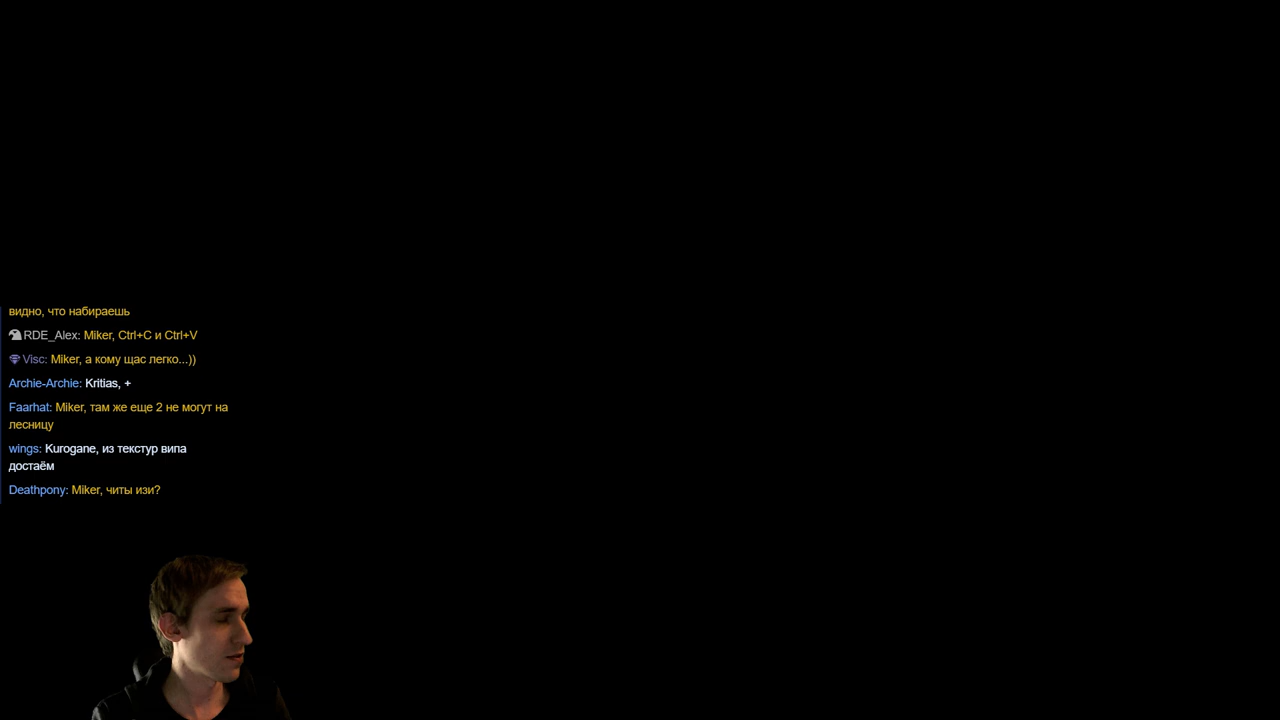 видно, что набираешь
RDE_Alex: Miker, Ctrl+C и Ctrl+V
Visc: Miker, а кому щас легко...))
Archie-Archie: Kritias, +
Faarhat: Miker, там же еще 2 не могут на
лесницу
wings: Kurogane, из текстур випа
достаём
Deathpony: Miker, читы изи?